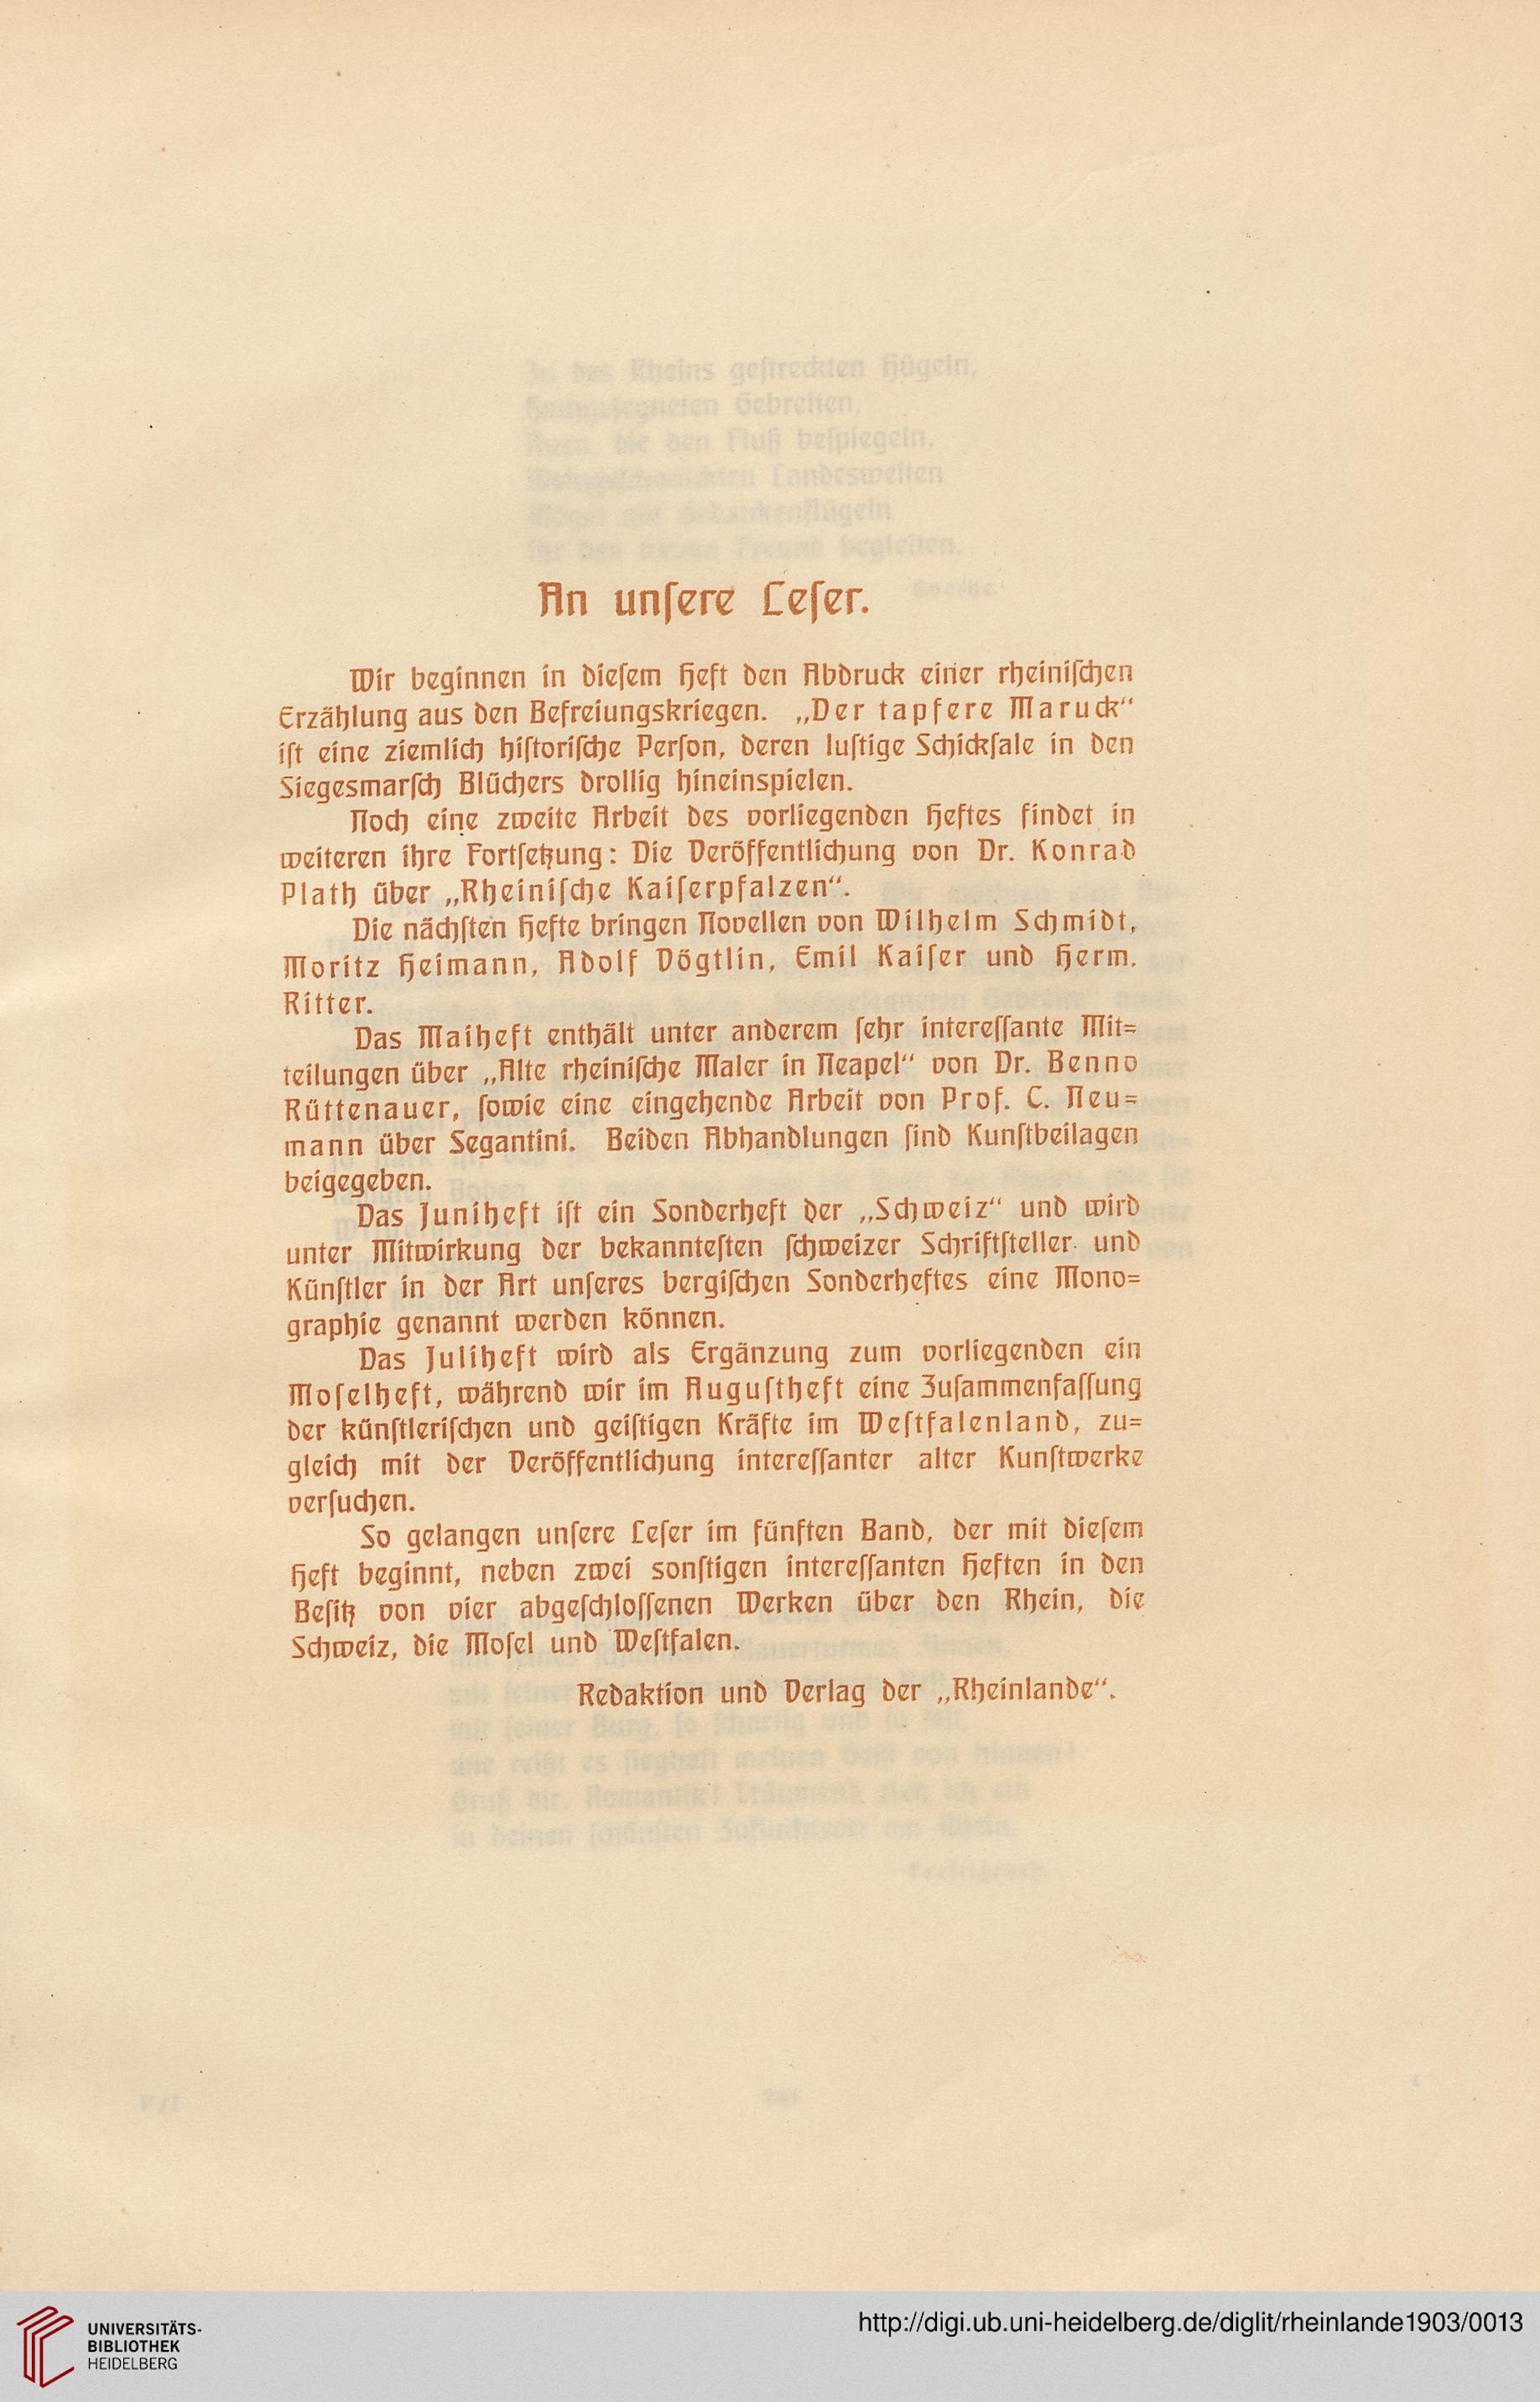 An unſere Leſer.
Wir beginnen in dieſem Heft den Abdruck einer rheiniſchen
Erzählung aus den Befreiungskriegen. „Der tapfere Maruck“
iſt eine ziemlich hiſtoriſche Perſon, deren luſtige Schickſale in den
Siegesmarſch Blüchers drollig hineinspielen.
Noch eine zweite Arbeit des vorliegenden Heftes findet in
weiteren ihre Fortſetzung: Die Veröffentlichung von Dr. Konrad
Plath über „Rheiniſche Kaiſerpfalzen“.
Die nächſten Hefte bringen Novellen von Wilhelm Schmidt,
Moritz Heimann, Adolf Vögtlin, Emil Kaiſer und Herm.
Ritter.
Das Maiheft enthält unter anderem ſehr intereſſante Mit=
teilungen über „Alte rheiniſche Maler in Neapel“ von Dr. Benno
Rüttenauer, ſowie eine eingehende Arbeit von Prof. C. Neu=
mann über Segantini. Beiden Abhandlungen ſind Kunſtbeilagen
beigegeben.
Das Juniheft iſt ein Sonderheft der „Schweiz“ und wird
unter Mitwirkung der bekannteſten ſchweizer Schriftſteller und
Künſtler in der Art unſeres bergiſchen Sonderheftes eine Mono=
graphie genannt werden können.
Das Juliheft wird als Ergänzung zum vorliegenden ein
Moſelheft, während wir im Auguſtheft eine Zuſammenfaſſung
der künſtleriſchen und geiſtigen Kräfte im Weſtfalenland, zu=
gleich mit der Veröffentlichung intereſſanter alter Kunſtwerke
verſuchen.
So gelangen unſere Leſer im fünften Band, der mit dieſem
Heft beginnt, neben zwei sonſtigen intereſſanten Heften in den
Beſitz von vier abgeſchloſſenen Werken über den Rhein, die
Schweiz, die Moſel und Weſtfalen.
Redaktion und Verlag der „Rheinlande“.
UNIVERSITÄTS-
BIBLIOTHEK
HEIDELBERG
http://digi.ub.uni-heidelberg.de/diglit/rheinlande1903/0013